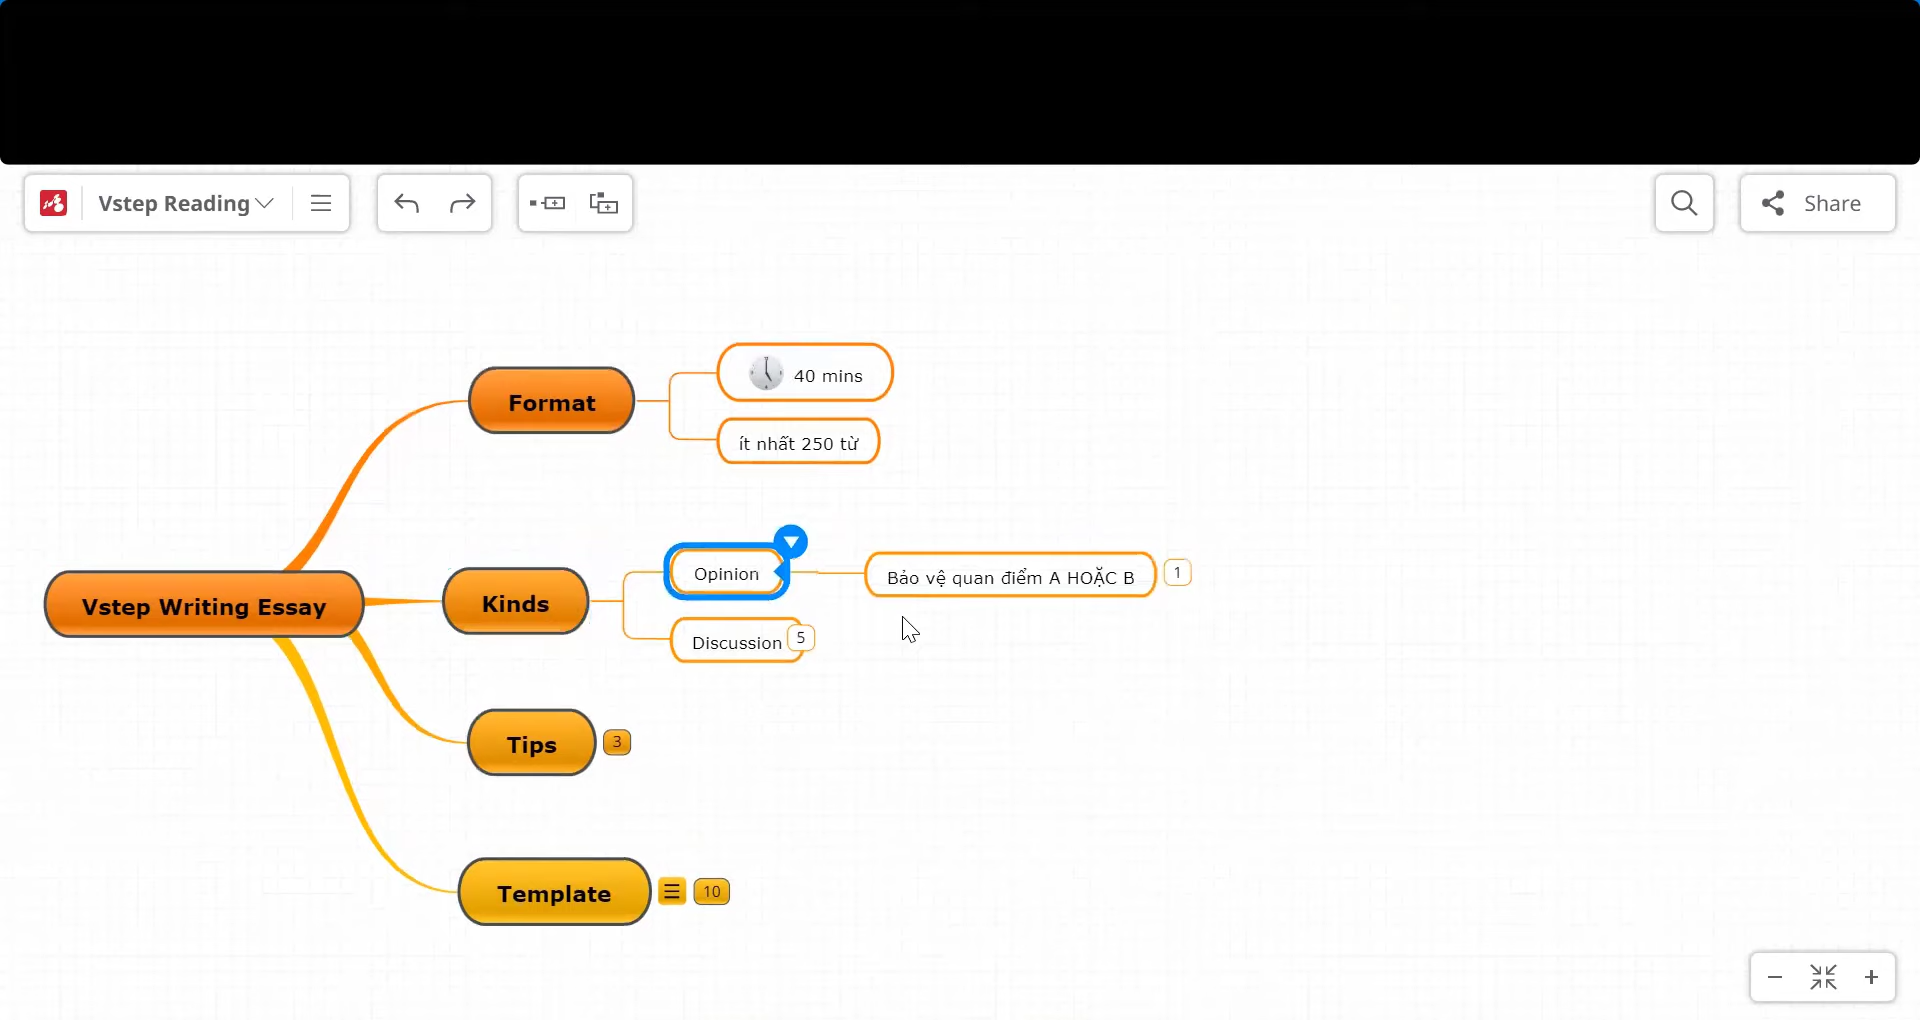 Vstep Reading
Share
Format
40 mins
ít nhất 250 từ
Vstep Writing Essay
Kinds
Opinion
Bảo vệ quan điểm A HOẶC B
1
Discussion
5
Tips
3
Template
10